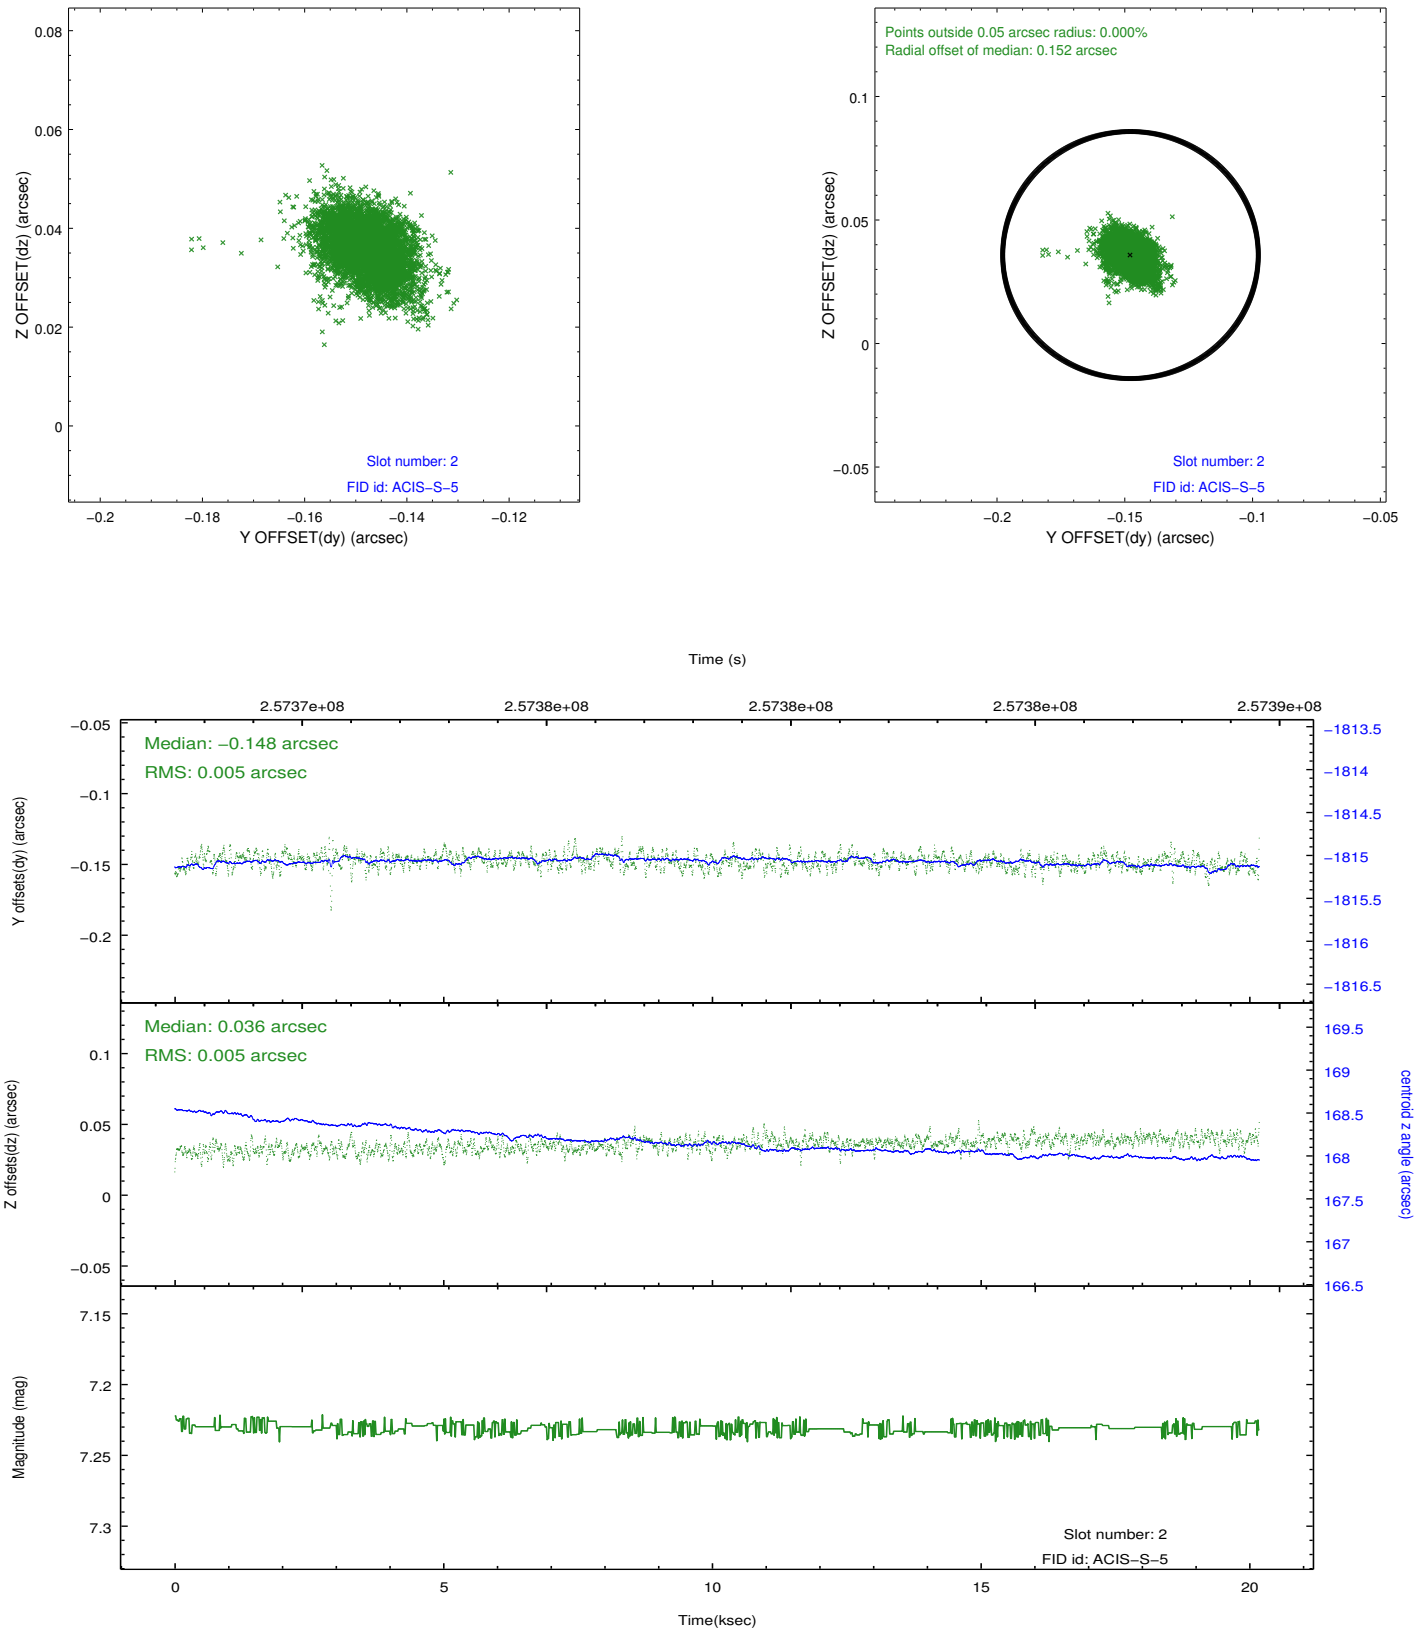 0.08
0.06
0.04
0.02
0
Z OFFSET(dz) (arcsec)
Slot number: 2
FID id: ACIS−S−5
−0.2
−0.18
−0.16
−0.14
−0.12
Y OFFSET(dy) (arcsec)
Points outside 0.05 arcsec radius: 0.000%
Radial offset of median: 0.152 arcsec
0.1
0.05
0
−0.05
Z OFFSET(dz) (arcsec)
Slot number: 2
FID id: ACIS−S−5
−0.2
−0.15
−0.1
−0.05
Y OFFSET(dy) (arcsec)
Time (s)
2.5737e+08
2.5738e+08
2.5738e+08
2.5738e+08
2.5739e+08
Median: −0.148 arcsec
RMS: 0.005 arcsec
−0.05
−0.1
−0.15
−0.2
Y offsets(dy) (arcsec)
−1813.5
−1814
−1814.5
−1815
−1815.5
−1816
−1816.5
Median: 0.036 arcsec
RMS: 0.005 arcsec
0.1
0.05
0
−0.05
Z offsets(dz) (arcsec)
169.5
169
168.5
168
167.5
167
166.5
centroid z angle (arcsec)
7.15
7.2
7.25
7.3
Magnitude (mag)
Slot number: 2
FID id: ACIS−S−5
0
5
10
15
20
Time(ksec)